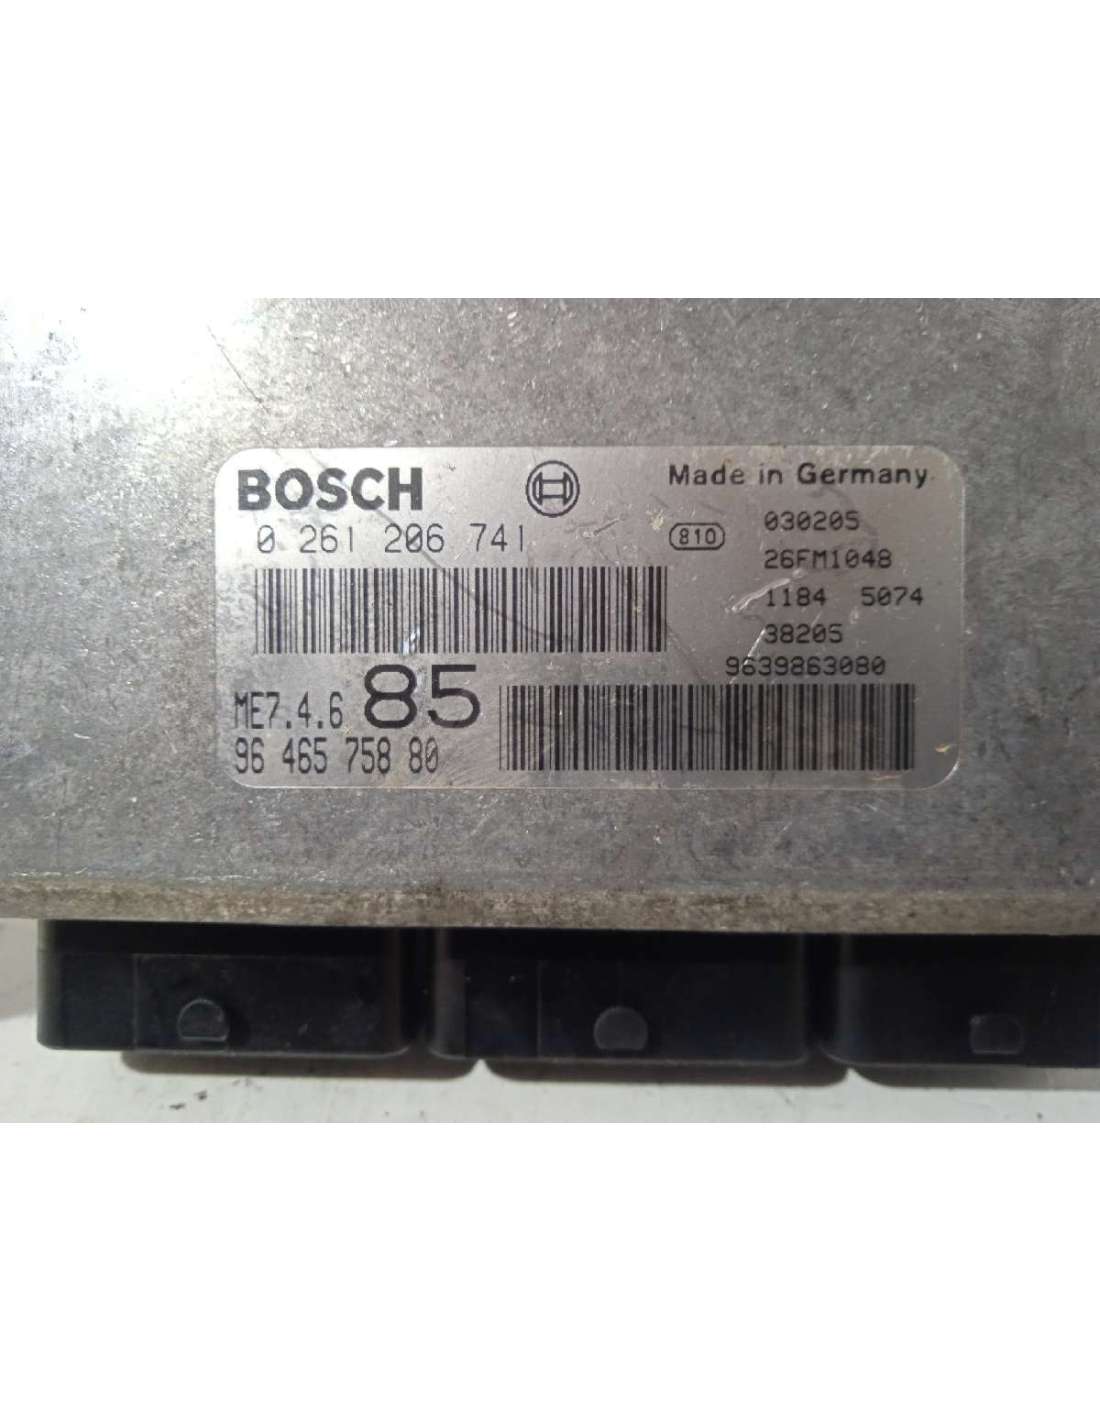 BOSCH
Made in Germany
0 261 206 741
810
030205
26FM1048
1184 5074
38205
9639863080
ME7.4.6
85
96 465 758 80